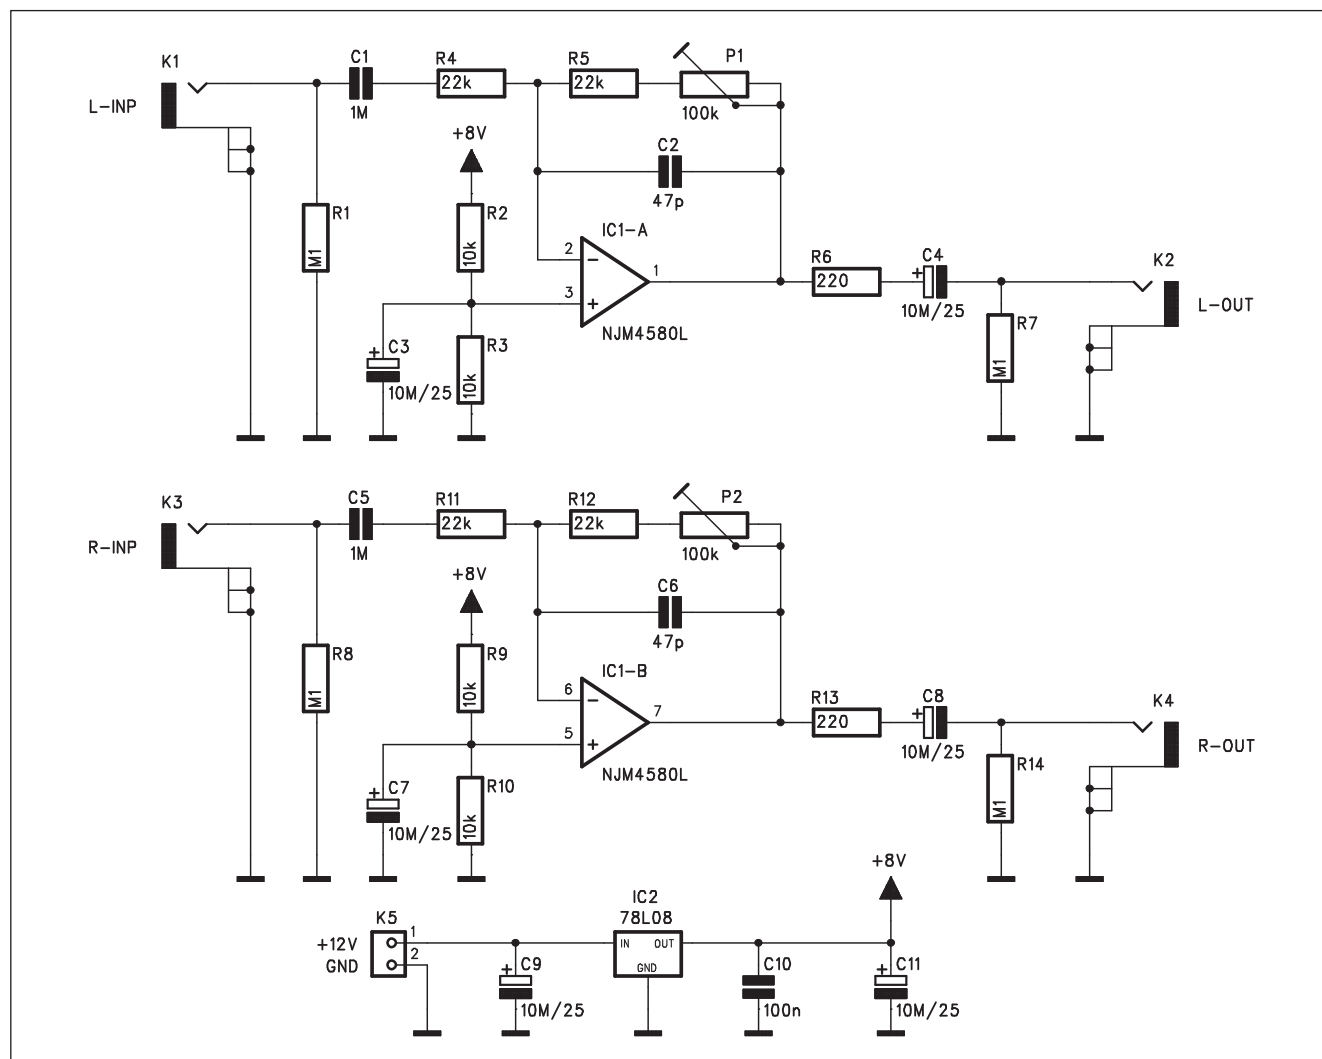 K1
L-INP
C1
1M
R4
22k
R5
22k
P1
100k
+8V
C2
47p
R1
M1
R2
10k
IC1-A
2
3
1
NJM4580L
R3
10k
C3
10M/25
R6
220
C4
10M/25
R7
M1
K2
L-OUT
K3
R-INP
C5
1M
R11
22k
R12
22k
P2
100k
+8V
C6
47p
R8
M1
R9
10k
IC1-B
6
5
7
NJM4580L
R10
10k
C7
10M/25
R13
220
C8
10M/25
R14
M1
K4
R-OUT
K5
+12V
GND
1
2
C9
10M/25
IC2
78L08
IN OUT
GND
C10
100n
+8V
C11
10M/25